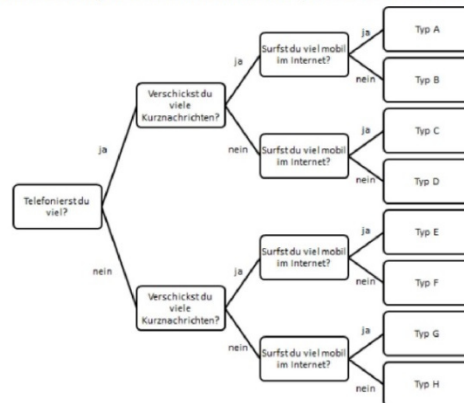 Telefonierst du
viel?
ja
nein
Verschickst du
viele
Kurznachrichten?
ja
nein
Surfst du viel mobil
im Internet?
ja
nein
Typ A
Typ B
Surfst du viel mobil
im Internet?
ja
nein
Typ C
Typ D
Verschickst du
viele
Kurznachrichten?
ja
nein
Surfst du viel mobil
im Internet?
ja
nein
Typ E
Typ F
Surfst du viel mobil
im Internet?
ja
nein
Typ G
Typ H